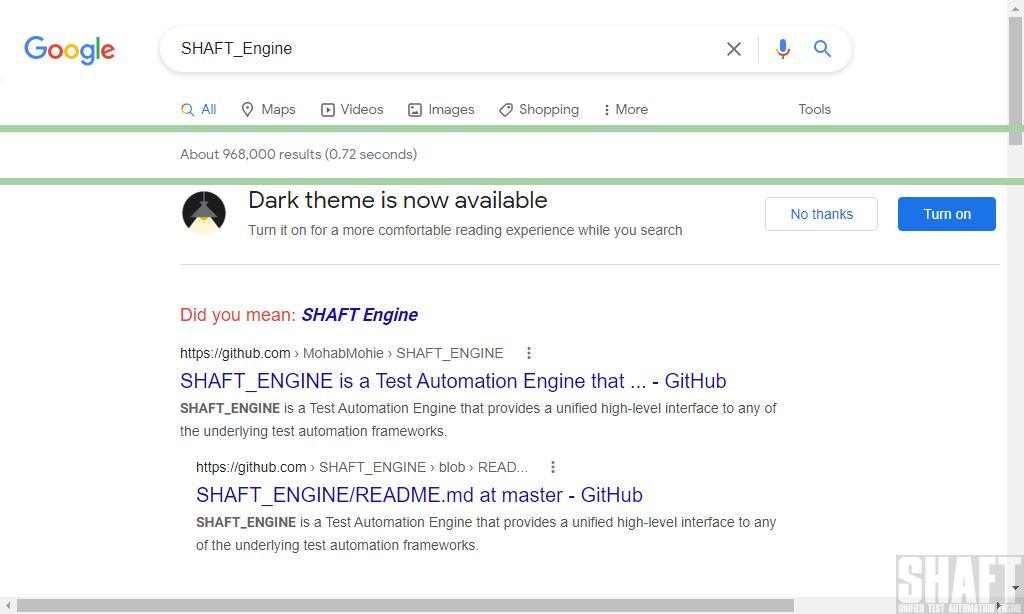 Google
SHAFT_Engine
All Maps Videos Images Shopping More Tools
About 968,000 results (0.72 seconds)
Dark theme is now available
Turn it on for a more comfortable reading experience while you search
No thanks
Turn on
Did you mean: SHAFT Engine
https://github.com › MohabMohie › SHAFT_ENGINE
SHAFT_ENGINE is a Test Automation Engine that ... - GitHub
SHAFT_ENGINE is a Test Automation Engine that provides a unified high-level interface to any of
the underlying test automation frameworks.
https://github.com › SHAFT_ENGINE › blob › READ...
SHAFT_ENGINE/README.md at master - GitHub
SHAFT_ENGINE is a Test Automation Engine that provides a unified high-level interface to any
of the underlying test automation frameworks.
SHAFT
UNIFIED TEST AUTOMATION